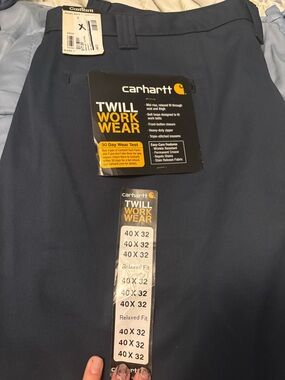 Carhartt
carhartt
TWILL
WORK
WEAR
- Mid-rise, relaxed fit through
seat and thigh
- Belt loops designed to fit
work belts
- Front button closure
- Heavy-duty zipper
- Triple-stitched seams
Easy-Care Features
- Wrinkle Resistant
- Permanent Crease
- Repels Stains
- Stain Release Fabric
30 Day Wear Test
carhartt
TWILL
WORK
WEAR
40 X 32
40 X 32
40 X 32
Relaxed Fit
40 X 32
40 X 32
40 X 32
Relaxed Fit
40 X 32
40 X 32
40 X 32
carhartt